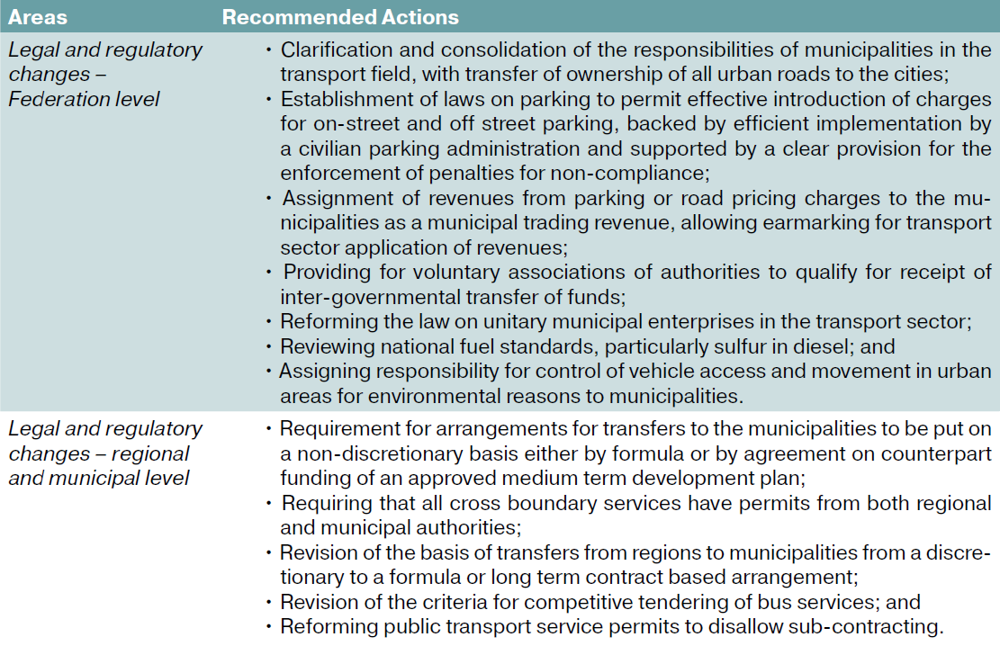 Areas
Recommended Actions
Legal and regulatory
changes –
Federation level
• Clarification and consolidation of the responsibilities of municipalities in the
transport field, with transfer of ownership of all urban roads to the cities;
• Establishment of laws on parking to permit effective introduction of charges
for on-street and off street parking, backed by efficient implementation by
a civilian parking administration and supported by a clear provision for the
enforcement of penalties for non-compliance;
• Assignment of revenues from parking or road pricing charges to the mu-
nicipalities as a municipal trading revenue, allowing earmarking for transport
sector application of revenues;
• Providing for voluntary associations of authorities to qualify for receipt of
inter-governmental transfer of funds;
• Reforming the law on unitary municipal enterprises in the transport sector;
• Reviewing national fuel standards, particularly sulfur in diesel; and
• Assigning responsibility for control of vehicle access and movement in urban
areas for environmental reasons to municipalities.
Legal and regulatory
changes – regional
and municipal level
• Requirement for arrangements for transfers to the municipalities to be put on
a non-discretionary basis either by formula or by agreement on counterpart
funding of an approved medium term development plan;
• Requiring that all cross boundary services have permits from both regional
and municipal authorities;
• Revision of the basis of transfers from regions to municipalities from a discre-
tionary to a formula or long term contract based arrangement;
• Revision of the criteria for competitive tendering of bus services; and
• Reforming public transport service permits to disallow sub-contracting.